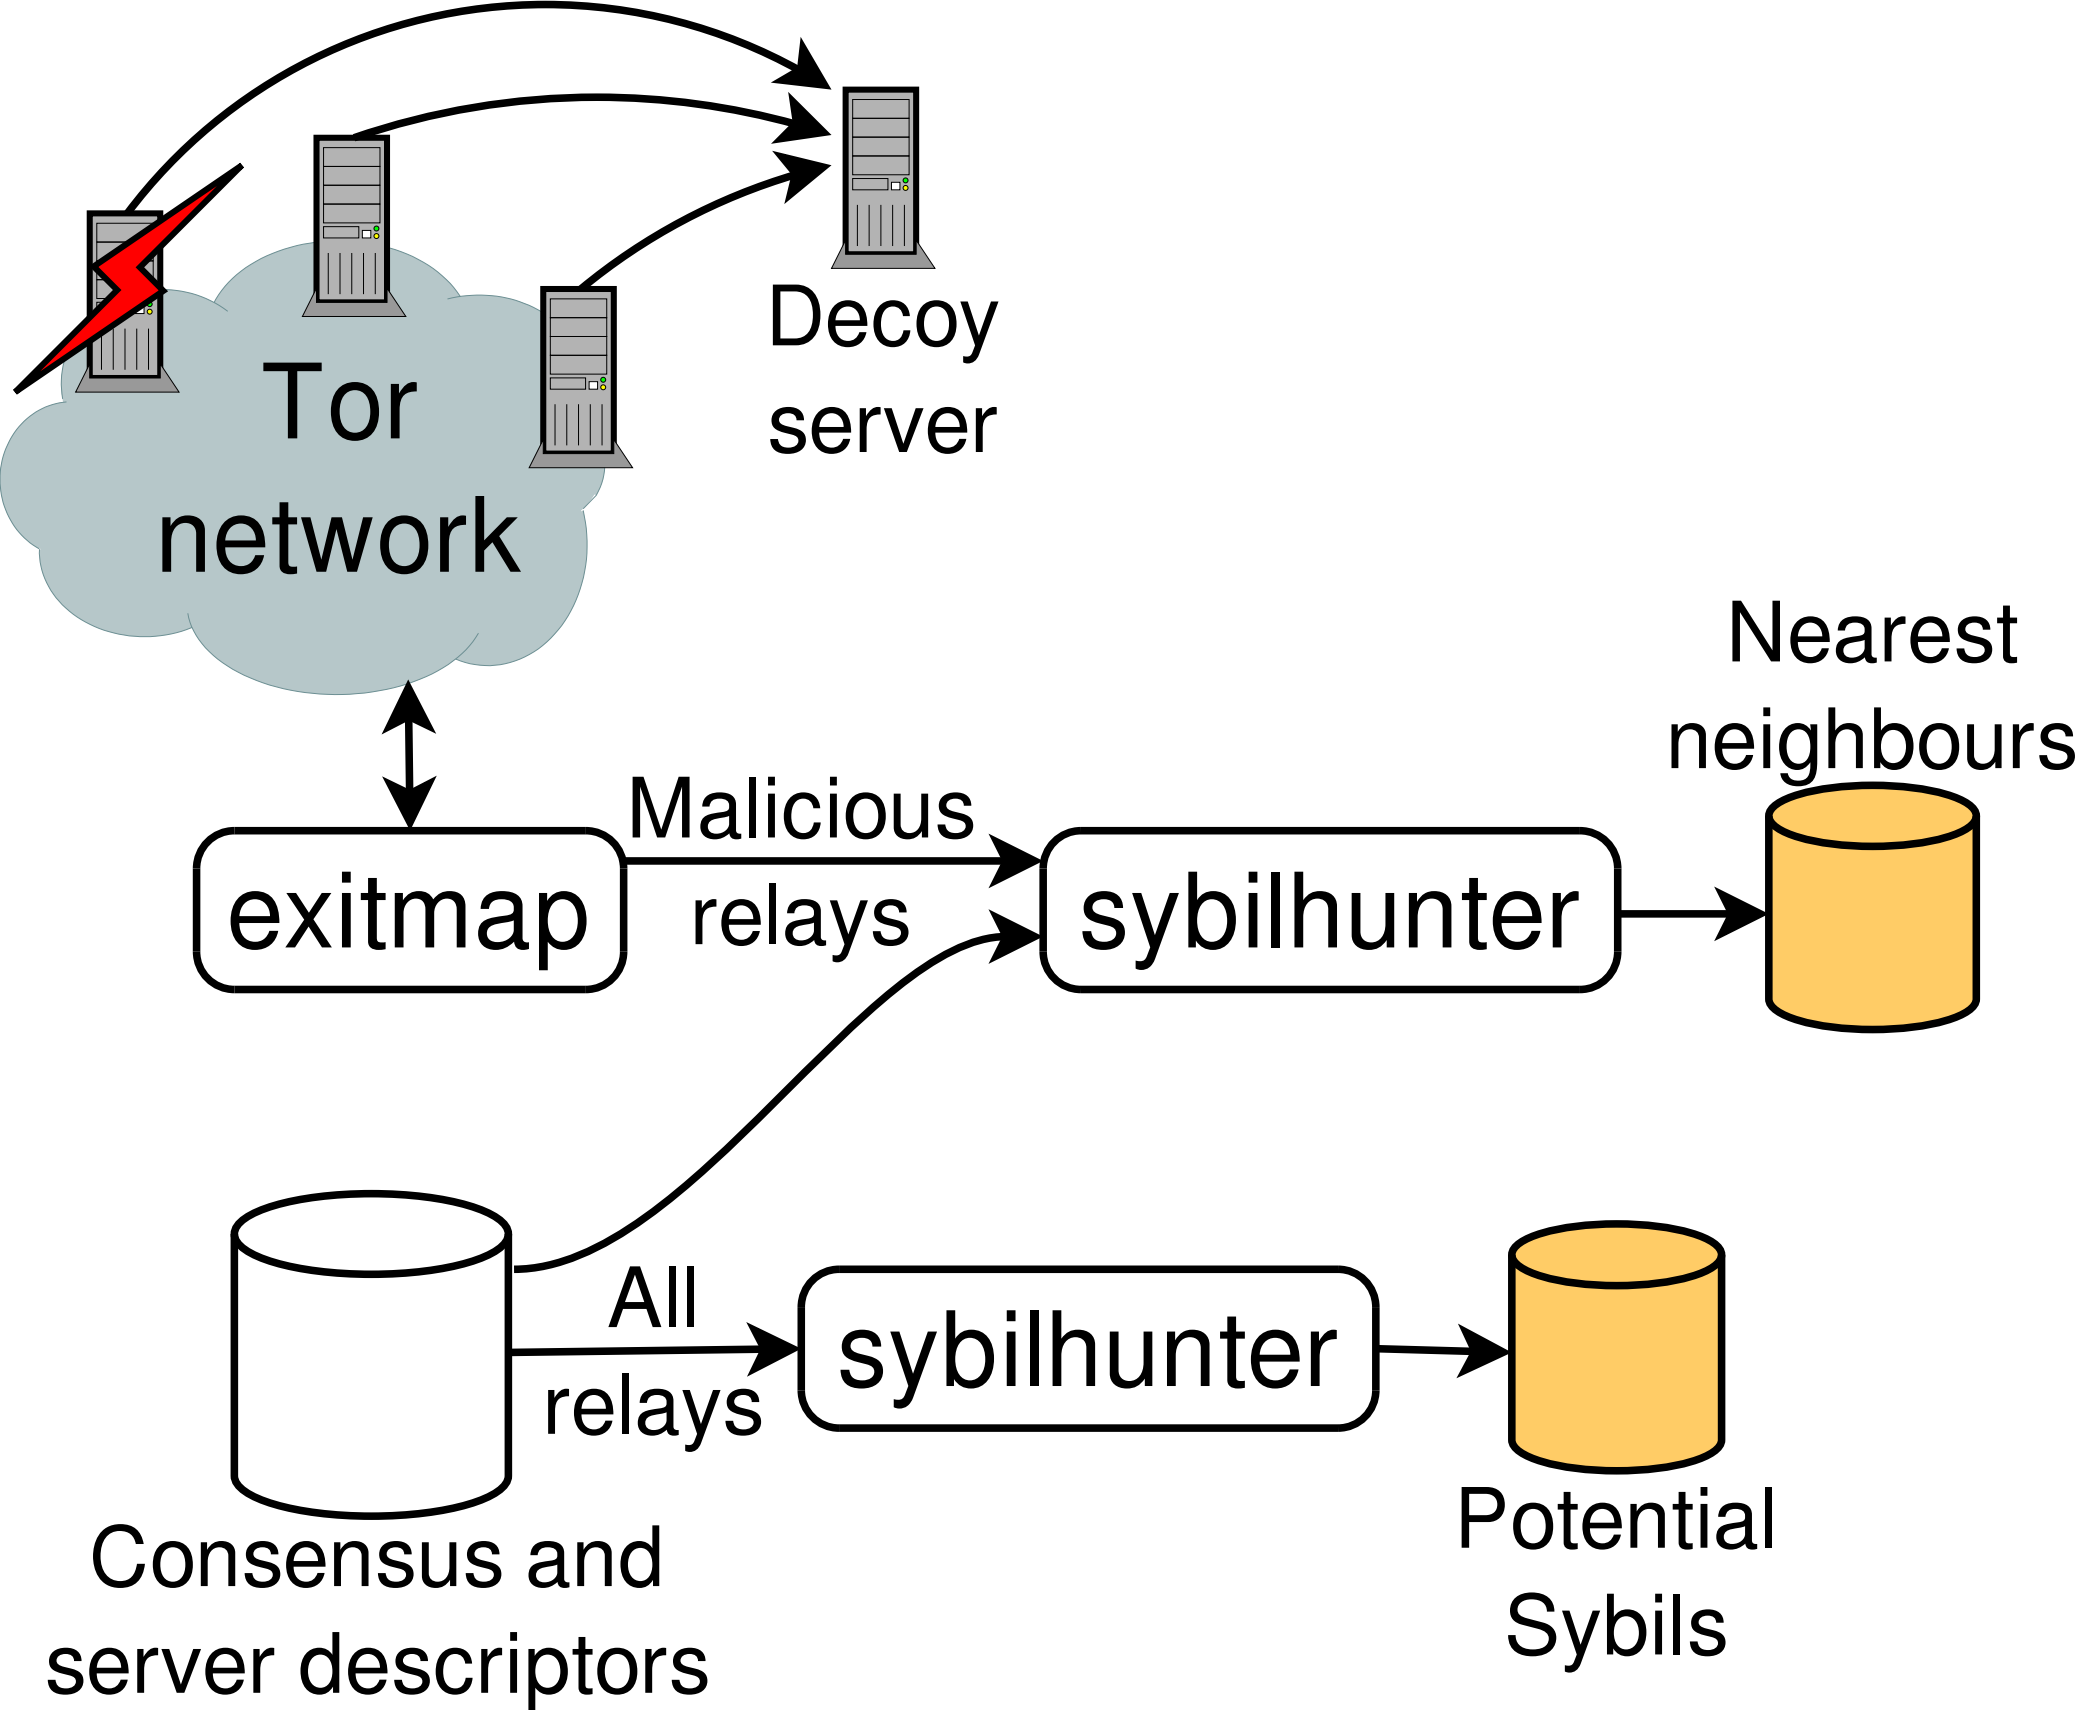 Decoy
server
Tor
network
Nearest
neighbours
Malicious
relays
exitmap
sybilhunter
All
relays
sybilhunter
Consensus and
server descriptors
Potential
Sybils